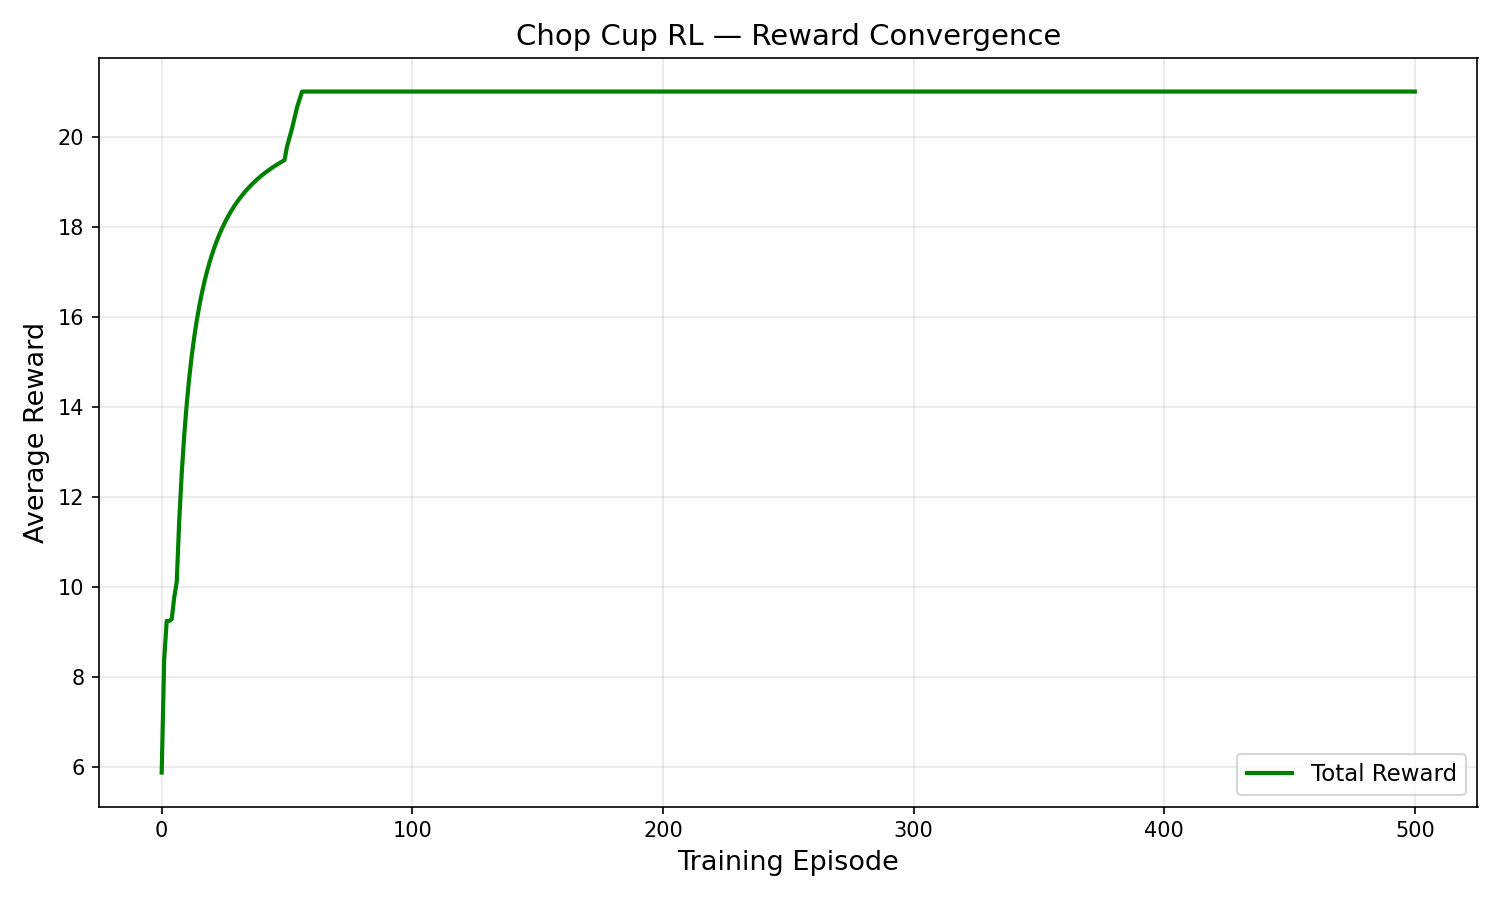 Chop Cup RL — Reward Convergence
Average Reward
20
18
16
14
12
10
8
6
0 100 200 300 400 500
Training Episode
Total Reward